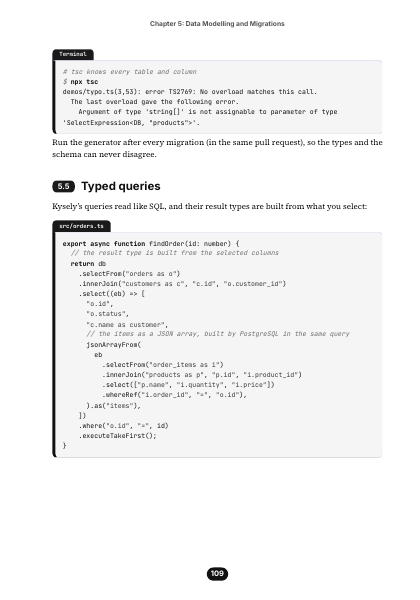 Chapter 5: Data Modelling and Migrations
Terminal
# tsc knows every table and column
$ npx tsc
demos/typo.ts(3,53): error TS2769: No overload matches this call.
  The last overload gave the following error.
    Argument of type 'string[]' is not assignable to parameter of type
'SelectExpression<DB, "products">'.
Run the generator after every migration (in the same pull request), so the types and the
schema can never disagree.
5.5 Typed queries
Kysely's queries read like SQL, and their result types are built from what you select:
src/orders.ts
export async function findOrder(id: number) {
  // the result type is built from the selected columns
  return db
    .selectFrom("orders as o")
    .innerJoin("customers as c", "c.id", "o.customer_id")
    .select((eb) => [
      "o.id",
      "o.status",
      "c.name as customer",
      // the items as a JSON array, built by PostgreSQL in the same query
      jsonArrayFrom(
        eb
          .selectFrom("order_items as i")
          .innerJoin("products as p", "p.id", "i.product_id")
          .select(["p.name", "i.quantity", "i.price"])
          .whereRef("i.order_id", "=", "o.id"),
      ).as("items"),
    ])
    .where("o.id", "=", id)
    .executeTakeFirst();
}
109